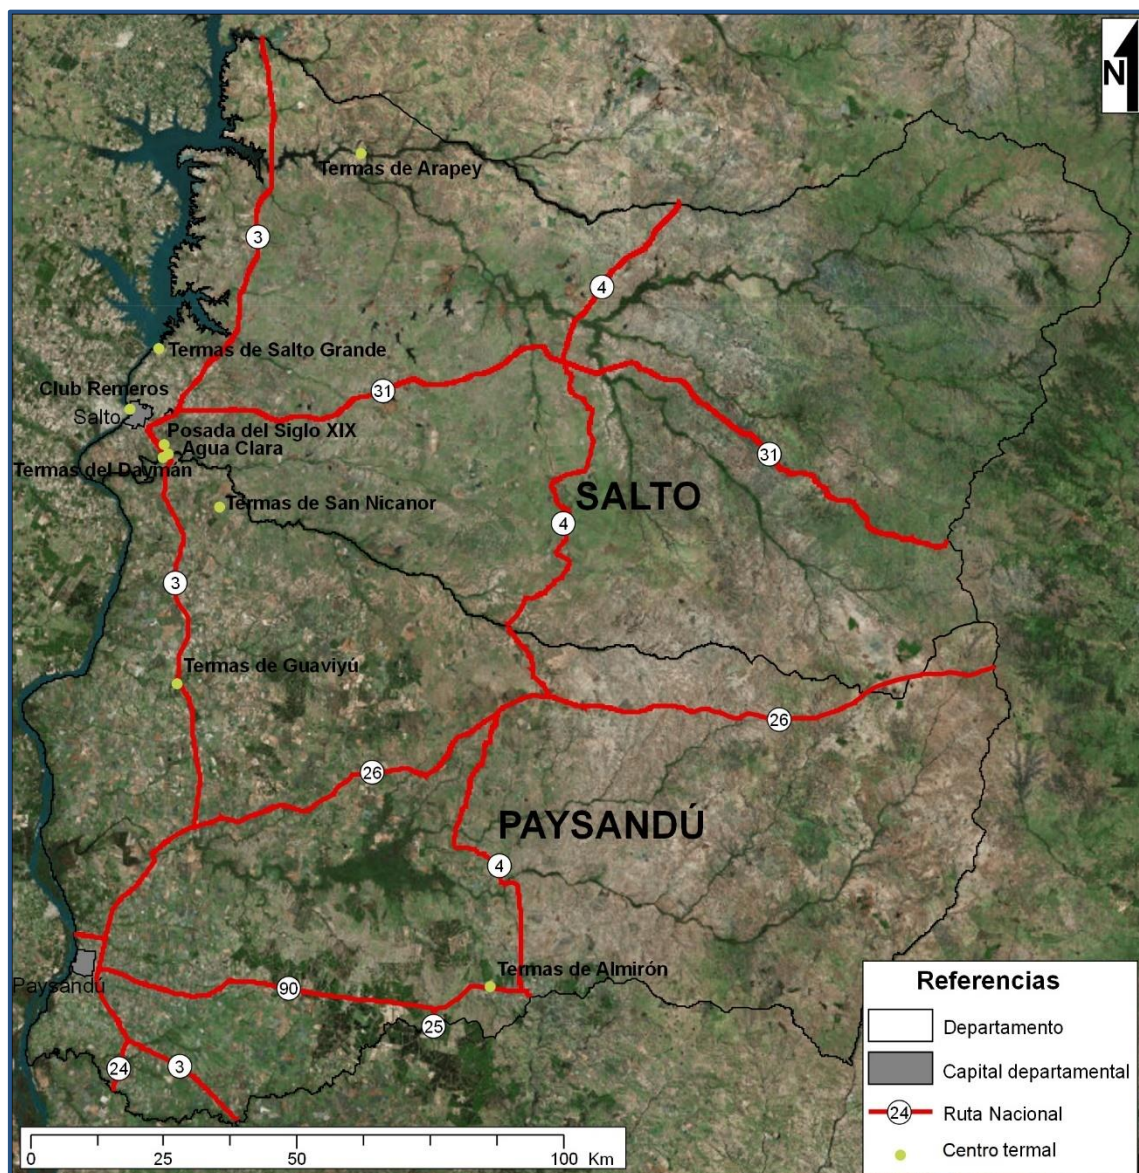 N
Termas de Arapey
3
4
Termas de Salto Grande
Club Remeros
31
Salto
Posada del Siglo XIX
Agua Clara
31
Termas del Daymán
SALTO
Termas de San Nicanor
4
3
Termas de Guaviyú
26
26
PAYSANDÚ
4
Termas de Almirón
Paysandú
90
25
24
3
Referencias
Departamento
Capital departamental
24 Ruta Nacional
Centro termal
0 25 50 100 Km